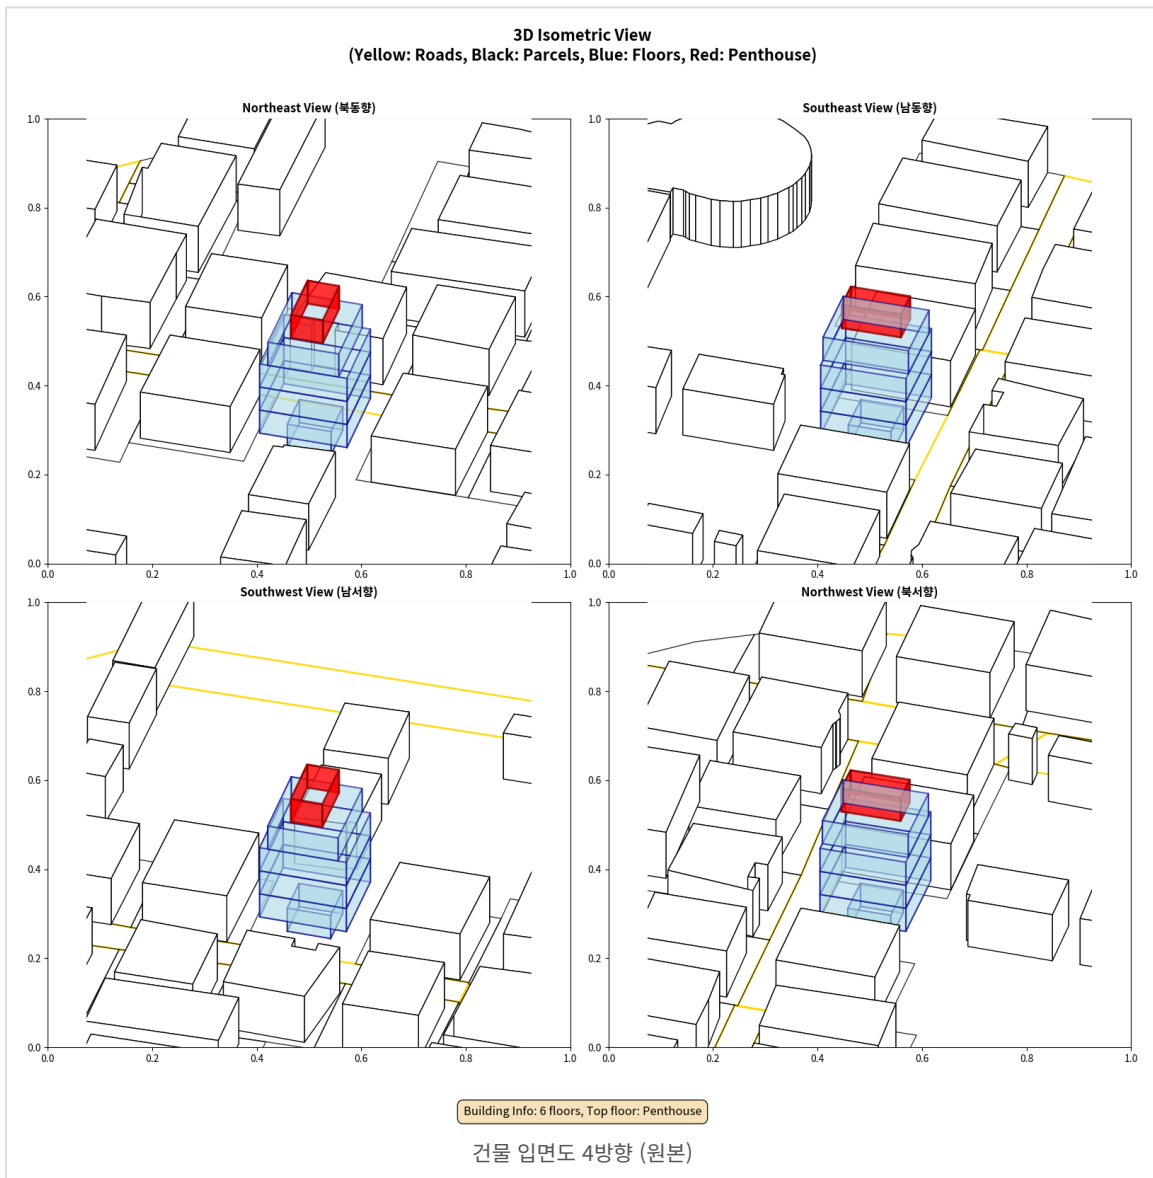 3D Isometric View
(Yellow: Roads, Black: Parcels, Blue: Floors, Red: Penthouse)
Northeast View (북동향)
Southeast View (남동향)
1.0
0.8
0.6
0.4
0.2
0.0
0.0 0.2 0.4 0.6 0.8 1.0
1.0
0.8
0.6
0.4
0.2
0.0
0.0 0.2 0.4 0.6 0.8 1.0
Southwest View (남서향)
Northwest View (북서향)
1.0
0.8
0.6
0.4
0.2
0.0
0.0 0.2 0.4 0.6 0.8 1.0
1.0
0.8
0.6
0.4
0.2
0.0
0.0 0.2 0.4 0.6 0.8 1.0
Building Info: 6 floors, Top floor: Penthouse
건물 입면도 4방향 (원본)